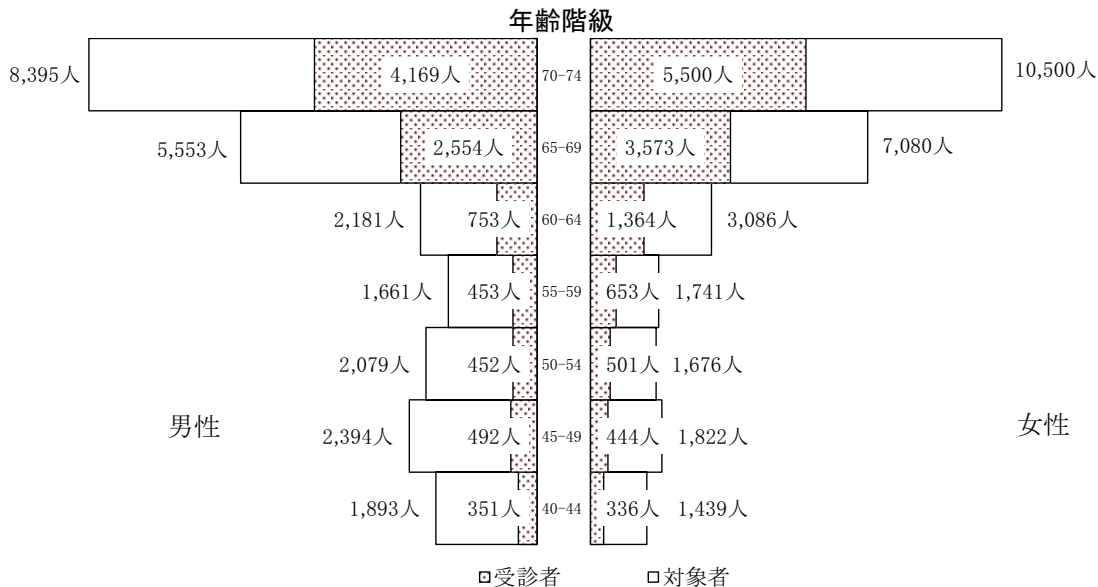 年齢階級
8,395人 4,169人 70-74 5,500人 10,500人
5,553人 2,554人 65-69 3,573人 7,080人
2,181人 753人 60-64 1,364人 3,086人
1,661人 453人 55-59 653人 1,741人
2,079人 452人 50-54 501人 1,676人
男性 女性
2,394人 492人 45-49 444人 1,822人
1,893人 351人 40-44 336人 1,439人
受診者 対象者